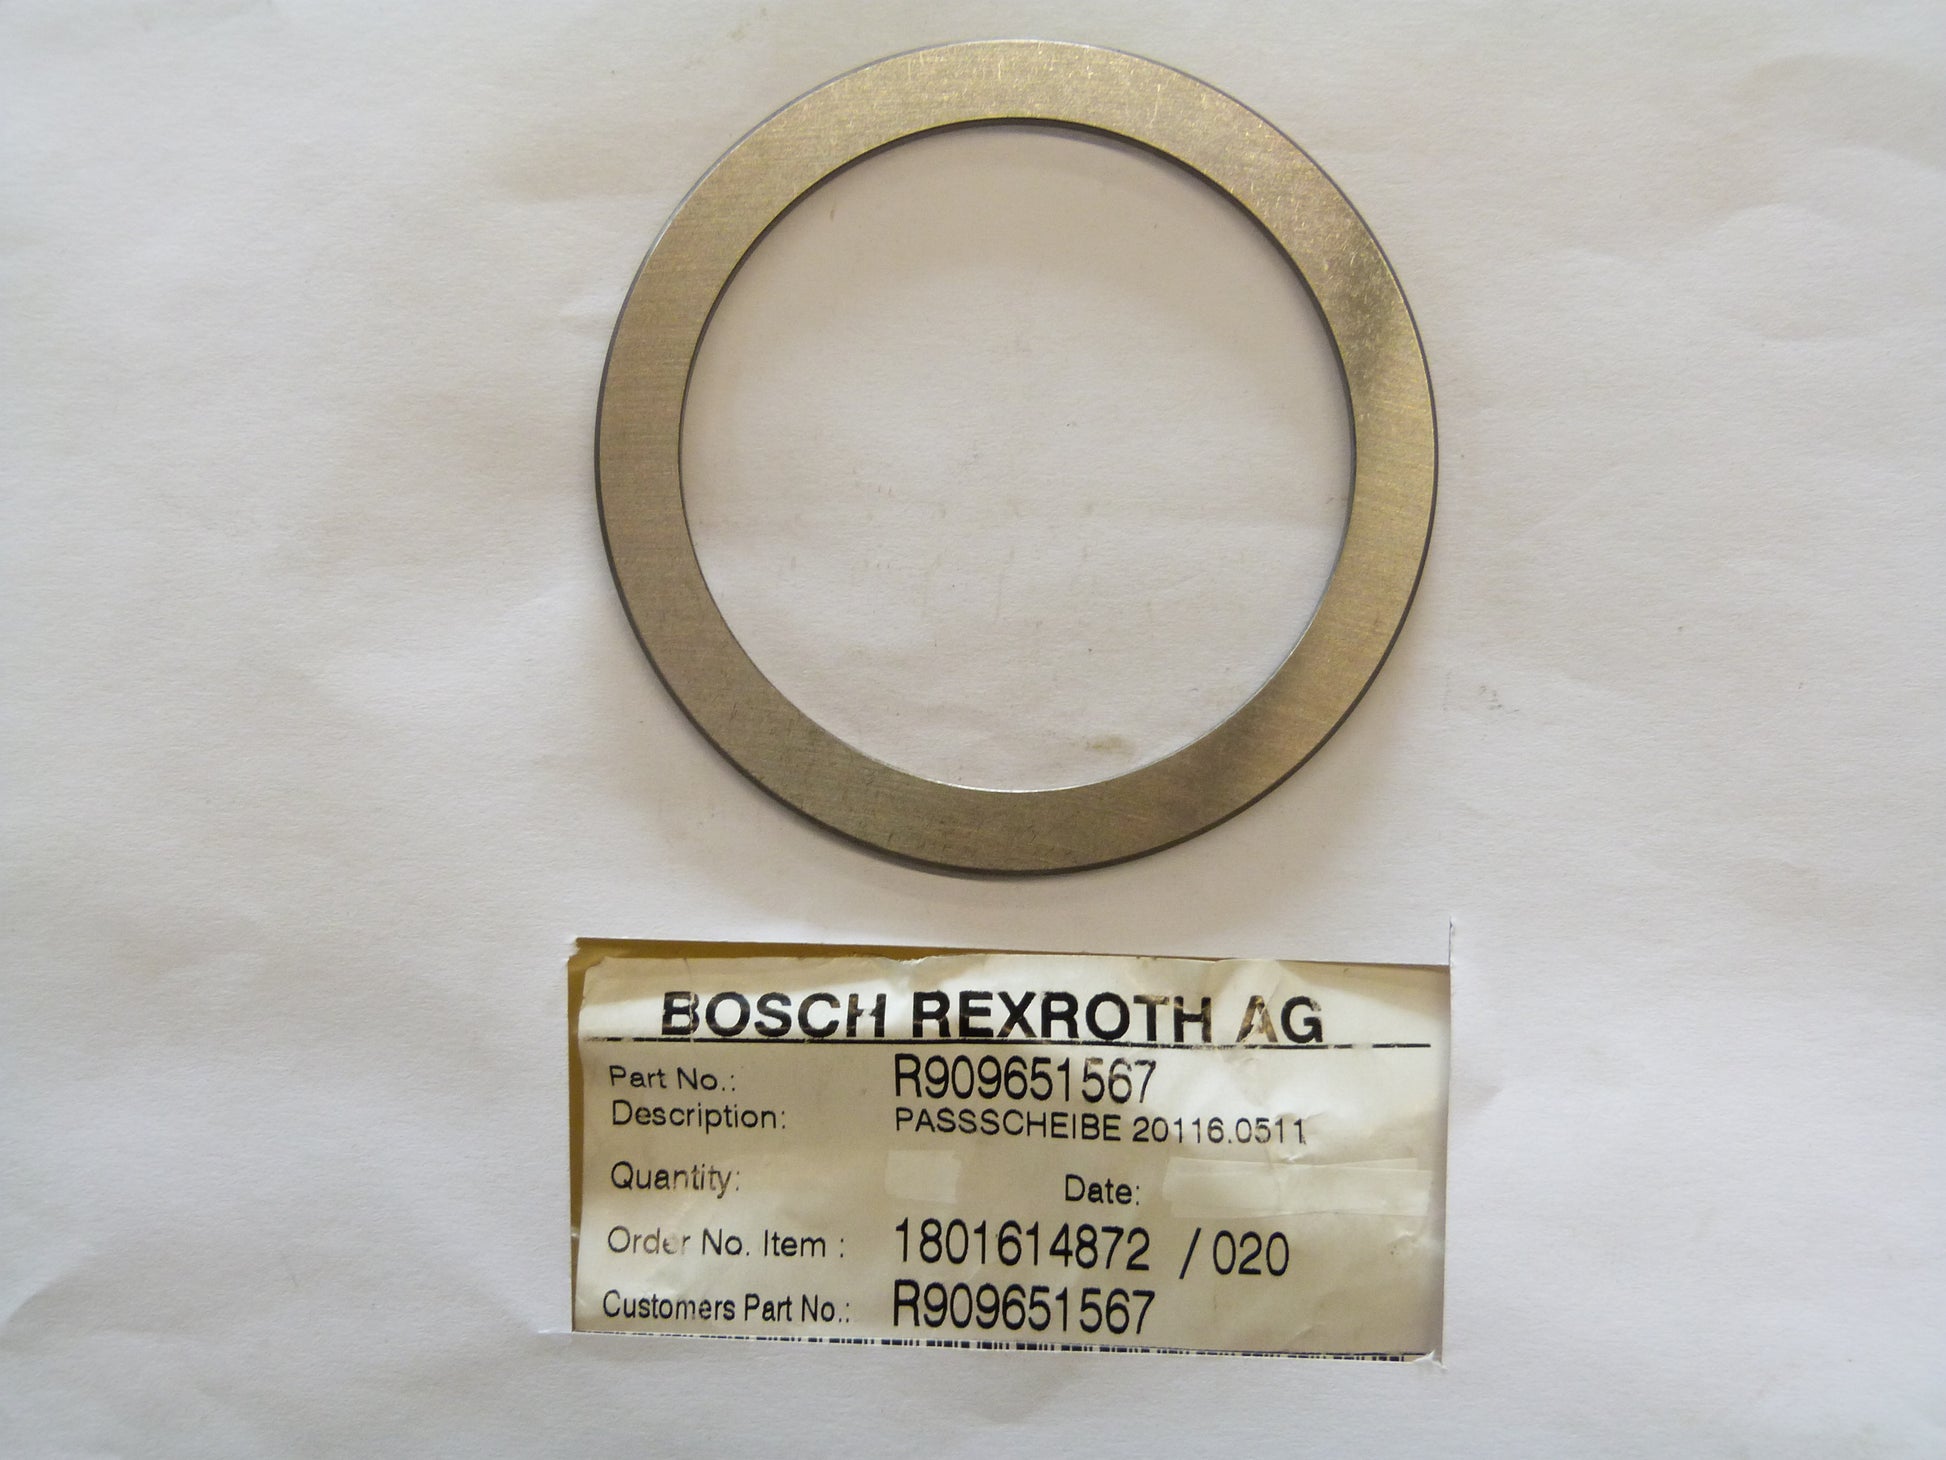 BOSCH REXROTH AG
Part No.: R909651567
Description: PASSSCHEIBE 20116.0511
Quantity: Date:
Order No. Item : 1801614872 / 020
Customers Part No.: R909651567